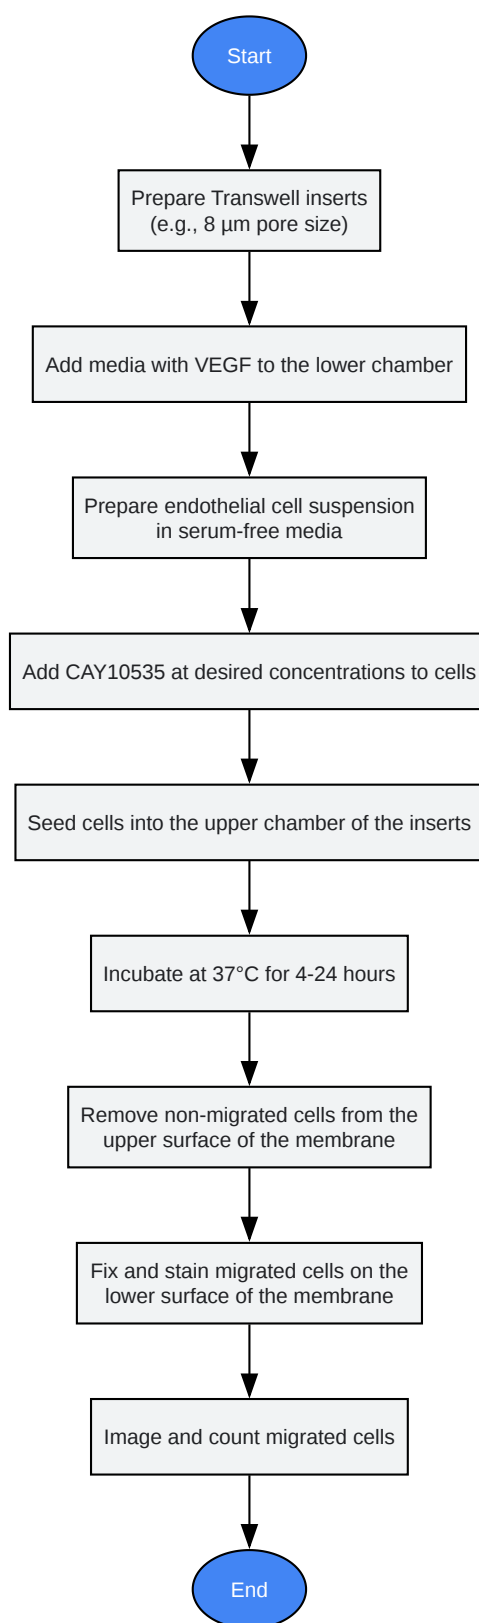 Start
Prepare Transwell inserts
(e.g., 8 µm pore size)
Add media with VEGF to the lower chamber
Prepare endothelial cell suspension
in serum-free media
Add CAY10535 at desired concentrations to cells
Seed cells into the upper chamber of the inserts
Incubate at 37°C for 4-24 hours
Remove non-migrated cells from the
upper surface of the membrane
Fix and stain migrated cells on the
lower surface of the membrane
Image and count migrated cells
End